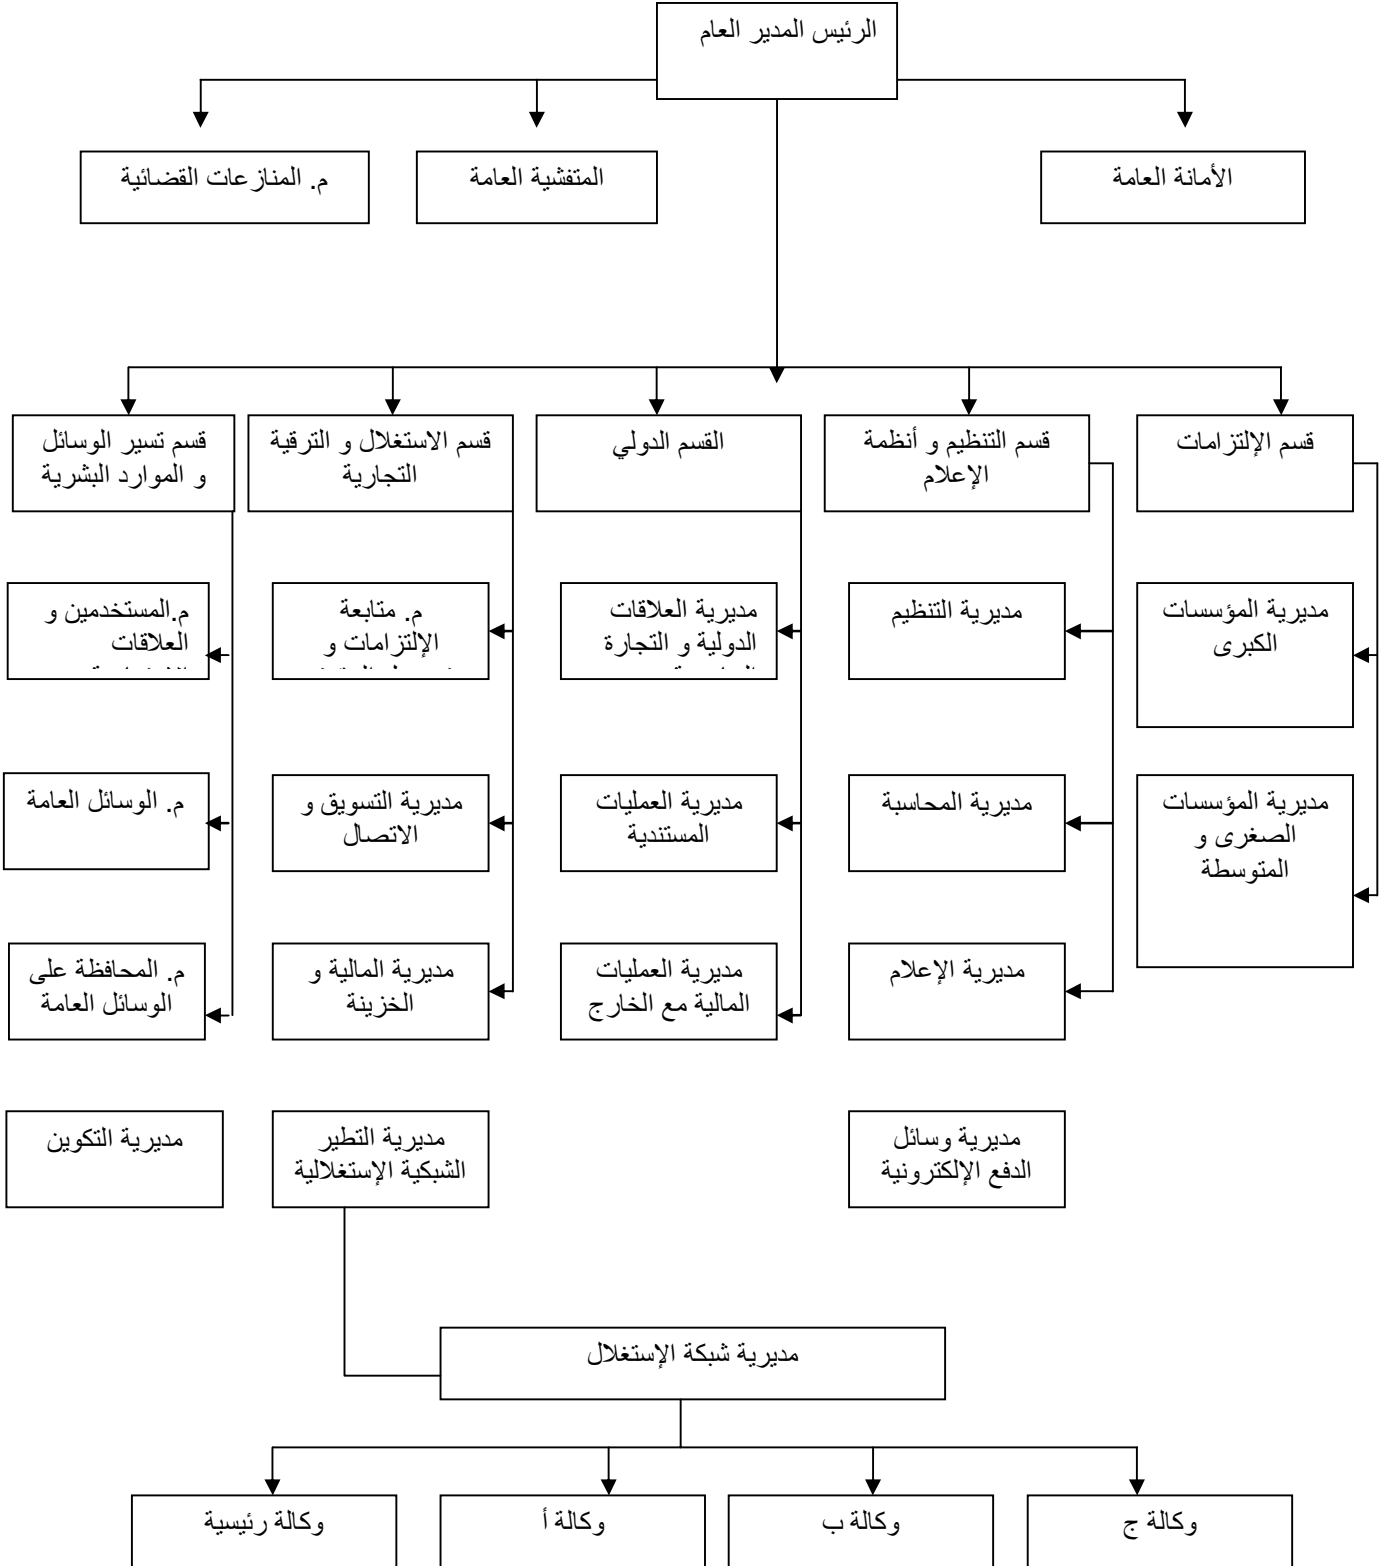 الرئيس المدير العام
الأمانة العامة
المتفشية العامة
م. المنازعات القضائية
قسم الإلتزامات
قسم التنظيم و أنظمة
الإعلام
القسم الدولي
قسم الاستغلال و الترقية
التجارية
قسم تسير الوسائل
و الموارد البشرية
مديرية المؤسسات
الكبرى
مديرية التنظيم
مديرية العلاقات
الدولية و التجارة
م. متابعة
الإلتزامات و
م.المستخدمين و
العلاقات
مديرية المؤسسات
الصغرى و
المتوسطة
مديرية المحاسبة
مديرية العمليات
المستندية
مديرية التسويق و
الاتصال
م. الوسائل العامة
مديرية الإعلام
مديرية العمليات
المالية مع الخارج
مديرية المالية و
الخزينة
م. المحافظة على
الوسائل العامة
مديرية وسائل
الدفع الإلكترونية
مديرية التطير
الشبكية الإستغلالية
مديرية التكوين
مديرية شبكة الإستغلال
وكالة ج
وكالة ب
وكالة أ
وكالة رئيسية